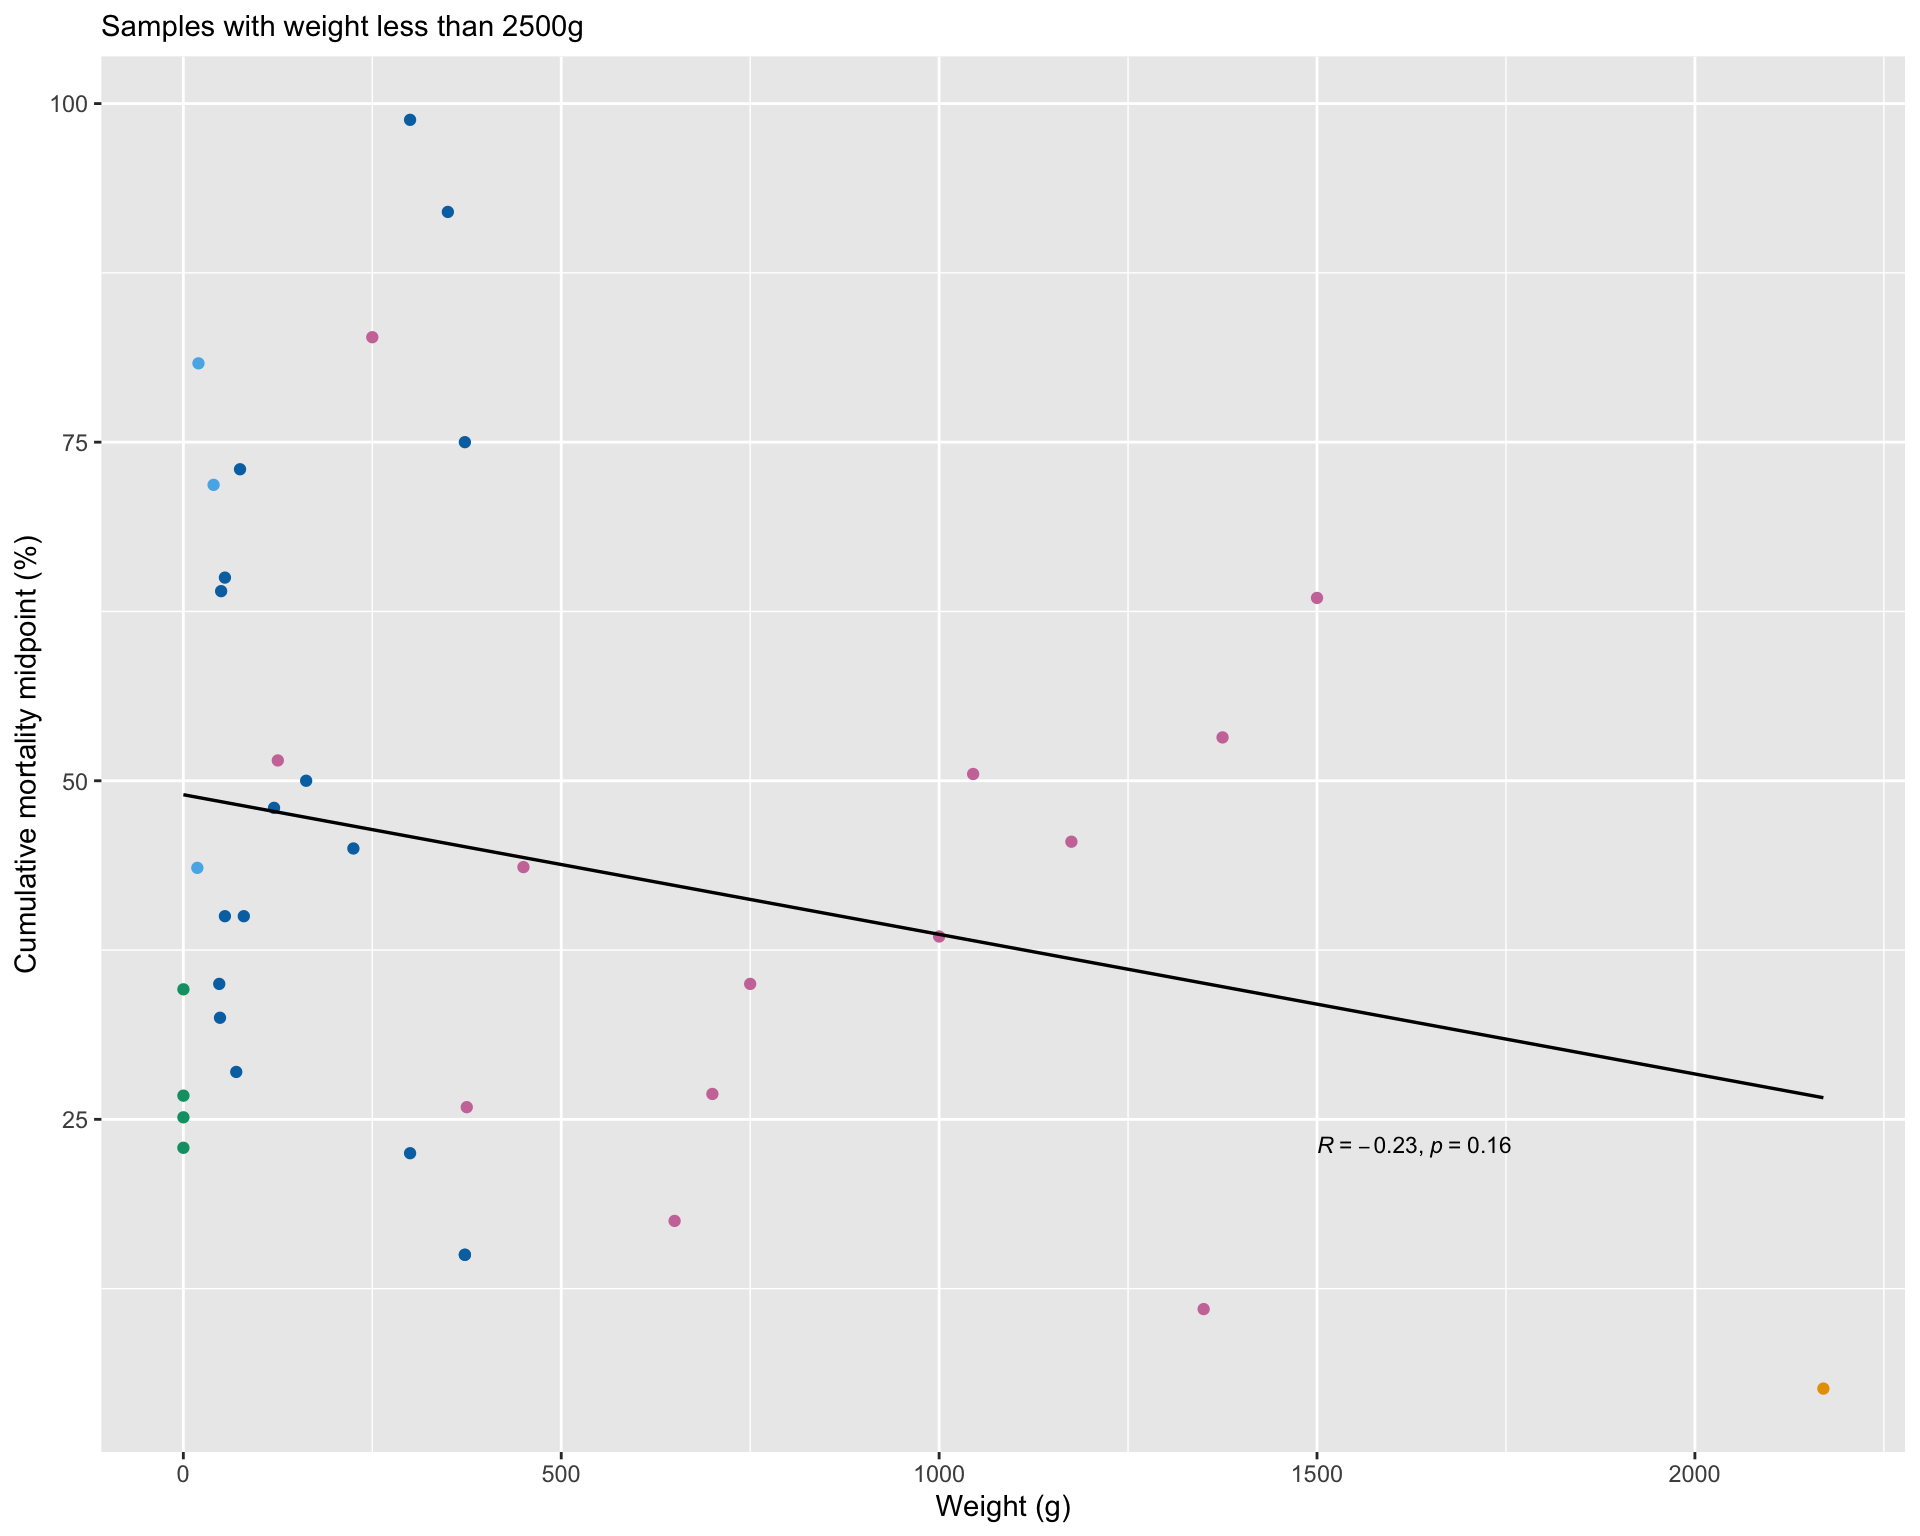 Samples with weight less than 2500g
100
75
50
25
Cumulative mortality midpoint (%)
R = −0.23, p = 0.16
0 500 1000 1500 2000
Weight (g)